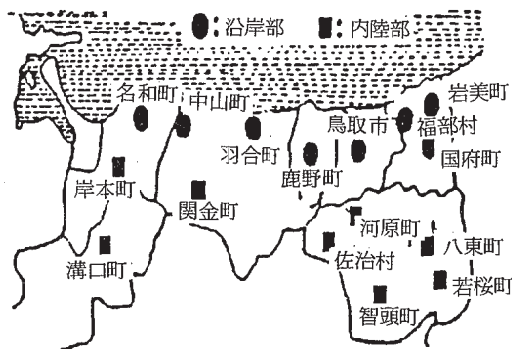 ●：沿岸部 ■：内陸部
岩美町
名和町
中山町
鳥取市
福部村
羽合町
国府町
鹿野町
岸本町
関金町
河原町
八東町
溝口町
佐治村
若桜町
智頭町